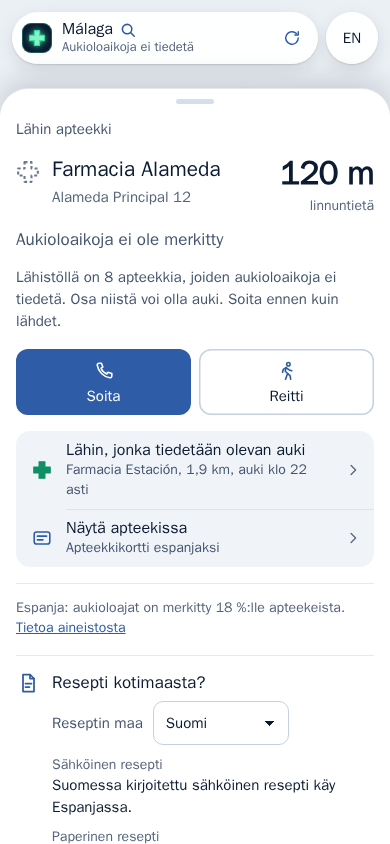 Málaga
Aukioloaikoja ei tiedetä
EN
Lähin apteekki
Farmacia Alameda
120 m
Alameda Principal 12
linnuntietä
Aukioloaikoja ei ole merkitty
Lähistöllä on 8 apteekkia, joiden aukioloaikoja ei
tiedetä. Osa niistä voi olla auki. Soita ennen kuin
lähdet.
Soita
Reitti
Lähin, jonka tiedetään olevan auki
Farmacia Estación, 1,9 km, auki klo 22
asti
Näytä apteekissa
Apteekkikortti espanjaksi
Espanja: aukioloajat on merkitty 18 %:lle apteekeista.
Tietoa aineistosta
Resepti kotimaasta?
Reseptin maa
Suomi
Sähköinen resepti
Suomessa kirjoitettu sähköinen resepti käy
Espanjassa.
Paperinen resepti